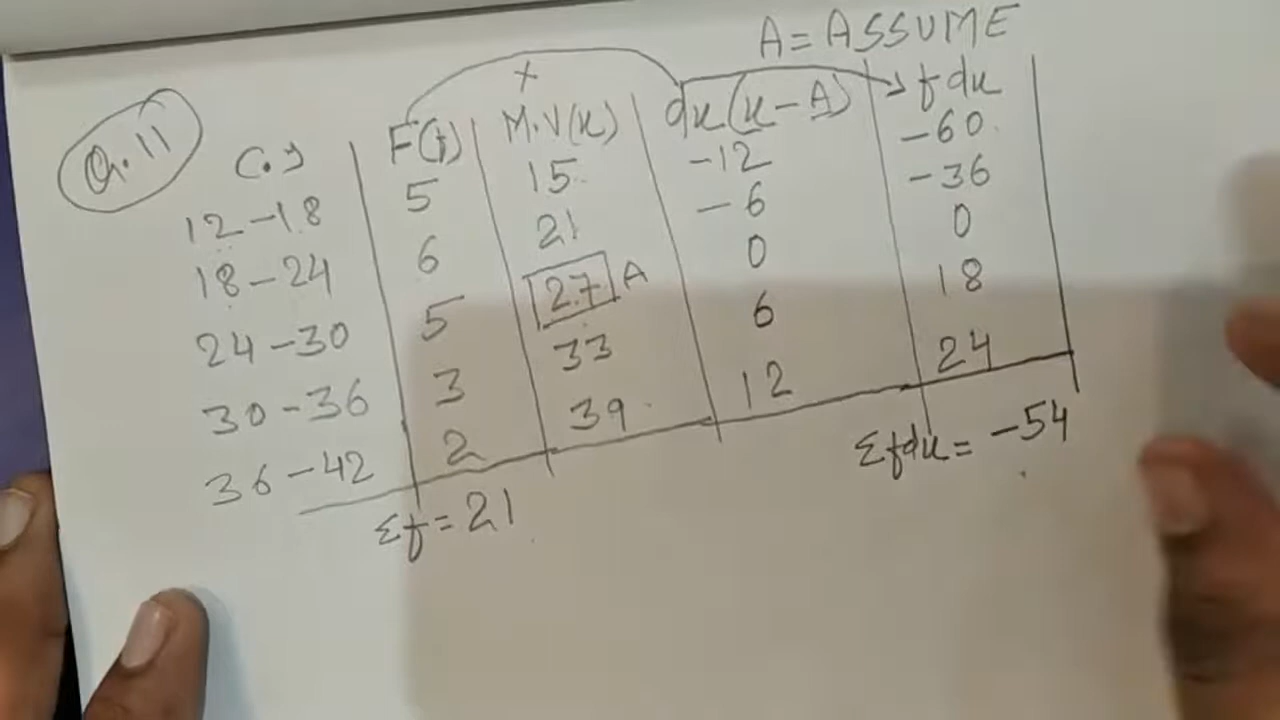 A = ASSUME
Q.11
C.I F(f) M.V(x) dx(x-A) fdx
12-18 5 15 -12 -60
18-24 6 21 -6 -36
24-30 5 27 A 0 0
30-36 3 33 6 18
36-42 2 39 12 24
Σf = 21 Σfdx = -54
×